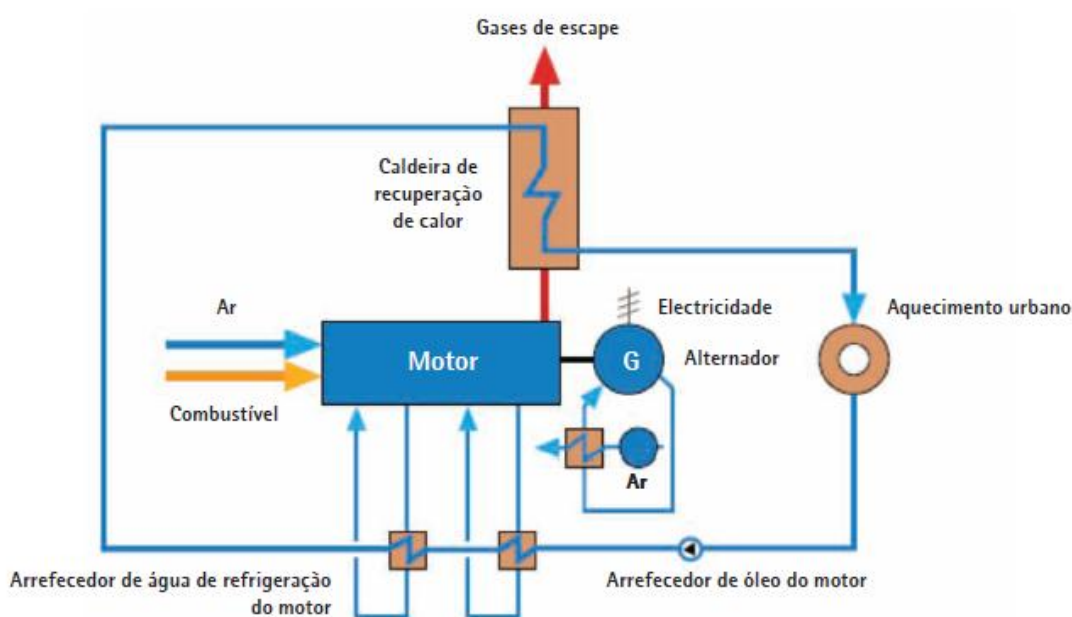 Gases de escape
Caldeira de
recuperação
de calor
Ar
Electricidade
Aquecimento urbano
Motor
G
Alternador
Combustível
Ar
Arrefecedor de água de refrigeração
do motor
Arrefecedor de óleo do motor